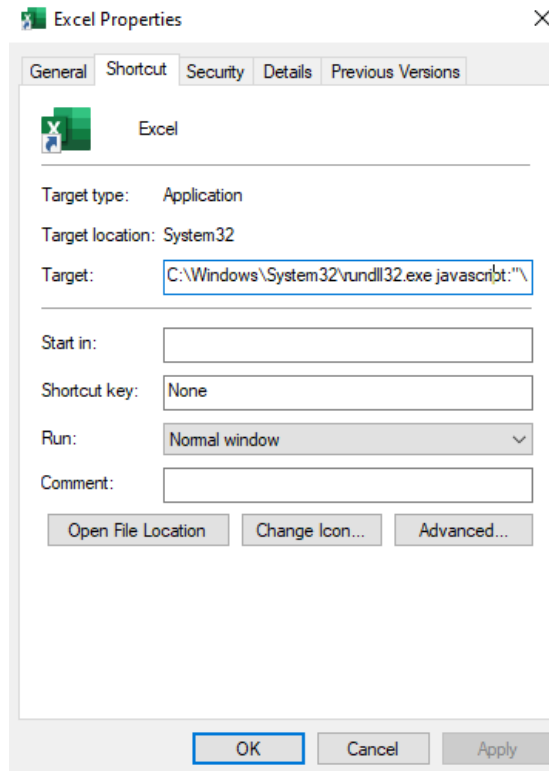 Excel Properties
General Shortcut Security Details Previous Versions
Excel
Target type: Application
Target location: System32
Target: C:\Windows\System32\rundll32.exe javascript:"\
Start in:
Shortcut key: None
Run: Normal window
Comment:
Open File Location Change Icon... Advanced...
OK Cancel Apply